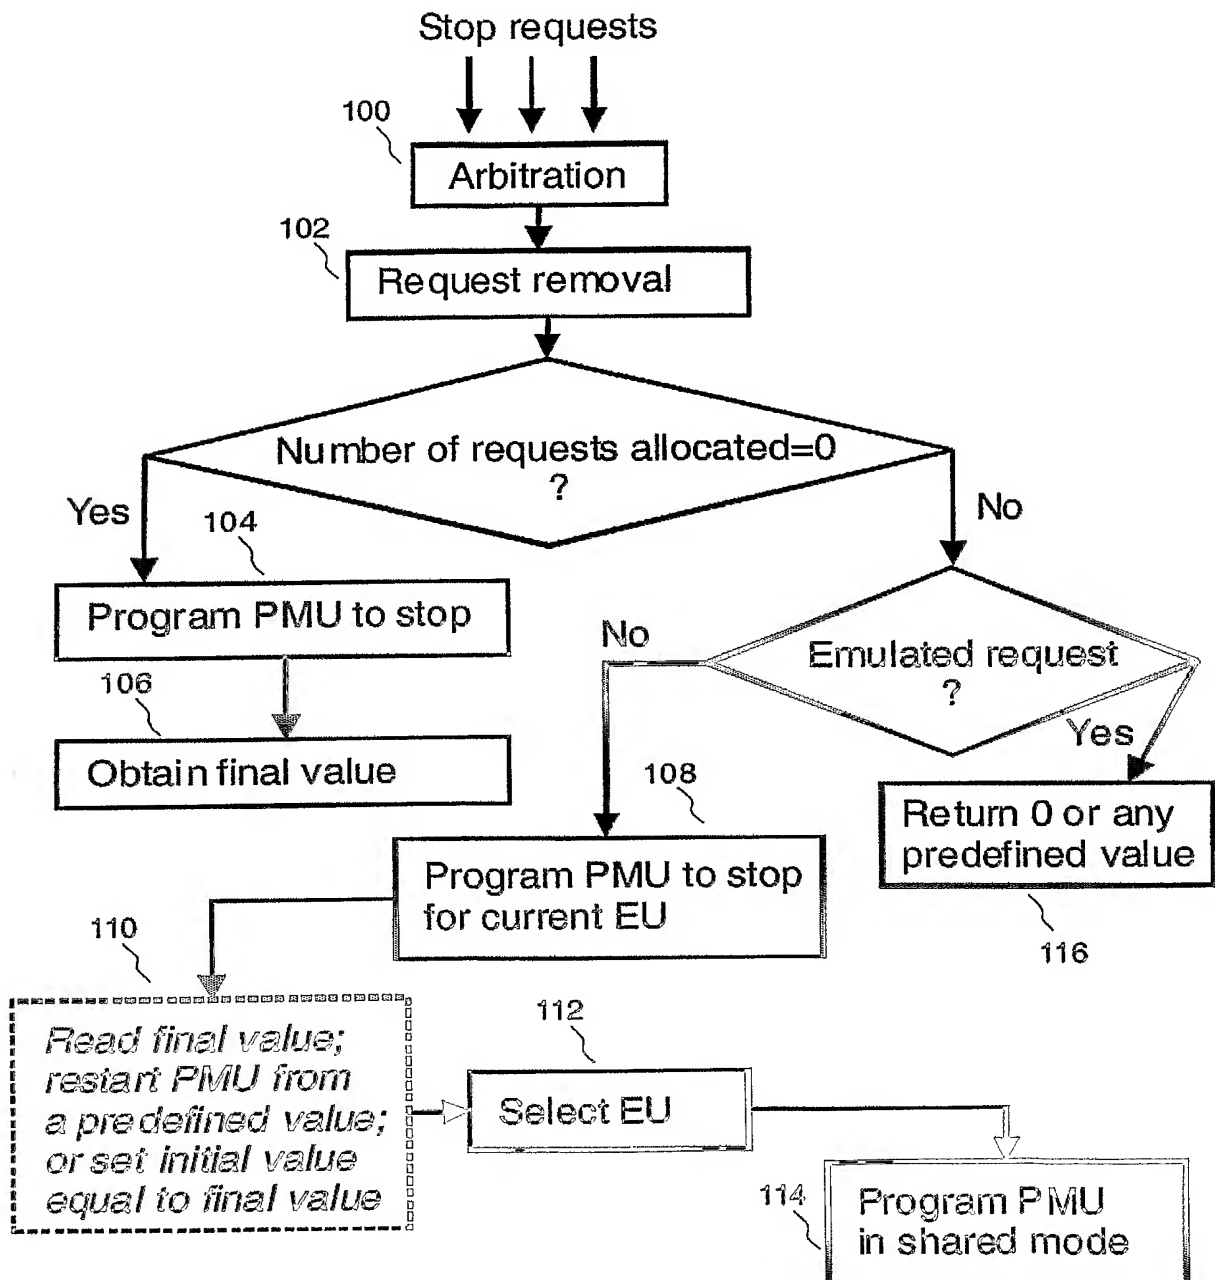 Stop requests
100
Arbitration
102
Request removal
Number of requests allocated=0
?
Yes
No
104
Program PMU to stop
106
Obtain final value
Emulated request
?
No
Yes
108
Program PMU to stop
for current EU
Return 0 or any
predefined value
116
110
Read final value;
restart PMU from
a predefined value;
or set initial value
equal to final value
112
Select EU
114
Program PMU
in shared mode